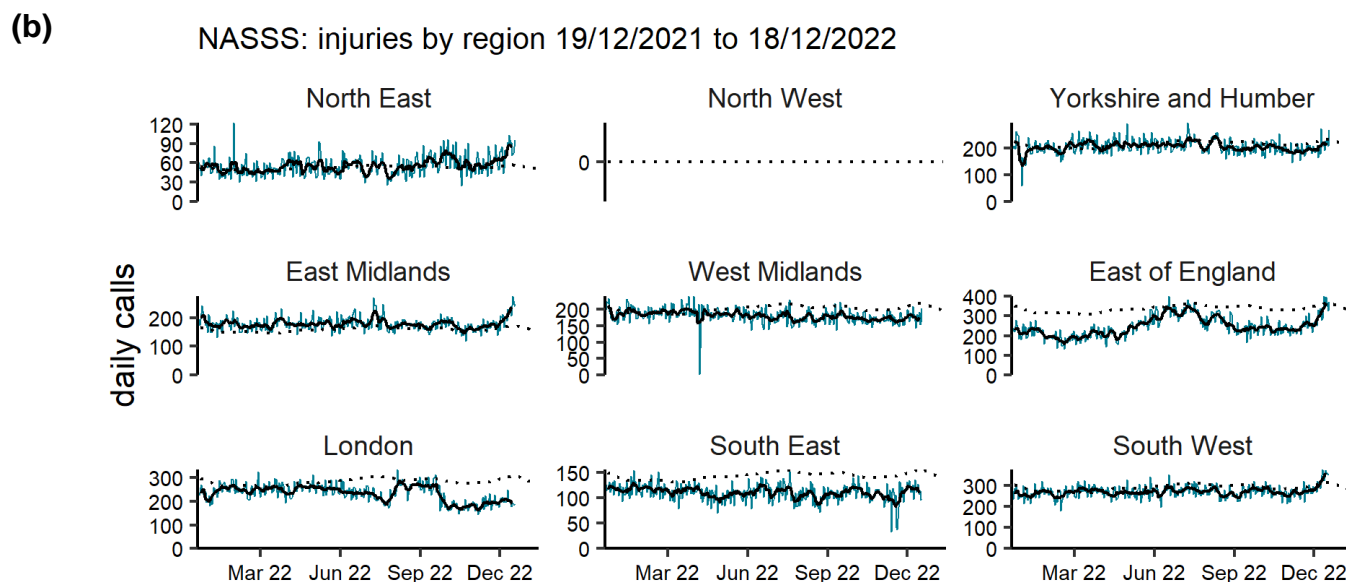 (b)
NASSS: injuries by region 19/12/2021 to 18/12/2022
North East
North West
Yorkshire and Humber
120
90
60
30
0
0
200
100
0
East Midlands
West Midlands
East of England
daily calls
200
100
0
200
150
100
50
0
400
300
200
100
0
London
South East
South West
300
200
100
0
150
100
50
0
300
200
100
0
Mar 22 Jun 22 Sep 22 Dec 22
Mar 22 Jun 22 Sep 22 Dec 22
Mar 22 Jun 22 Sep 22 Dec 22